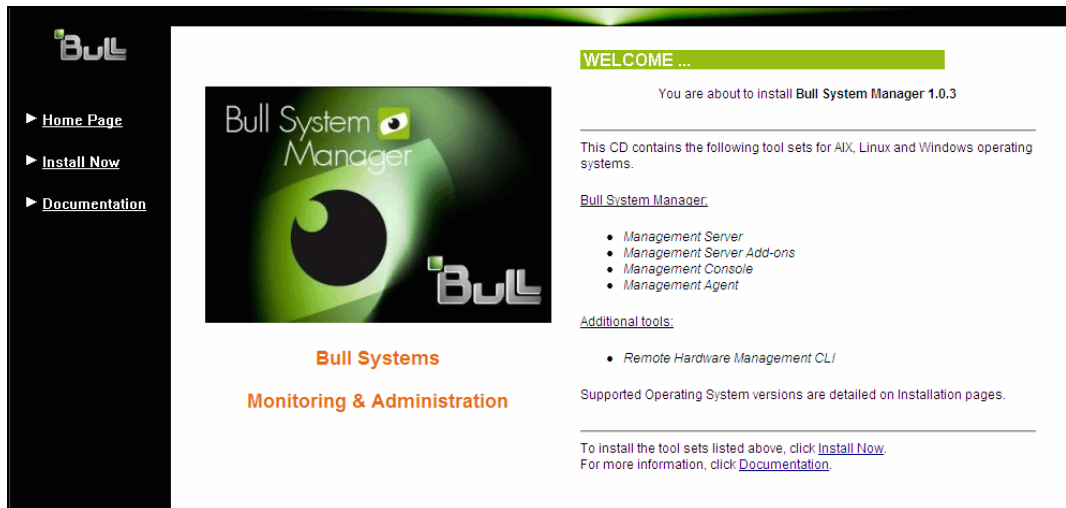 Bull
Home Page
Install Now
Documentation
Bull System
Manager
Bull
Bull Systems
Monitoring & Administration
WELCOME ...
You are about to install Bull System Manager 1.0.3
This CD contains the following tool sets for AIX, Linux and Windows operating
systems.
Bull System Manager:
Management Server
Management Server Add-ons
Management Console
Management Agent
Additional tools:
Remote Hardware Management CLI
Supported Operating System versions are detailed on Installation pages.
To install the tool sets listed above, click Install Now.
For more information, click Documentation.